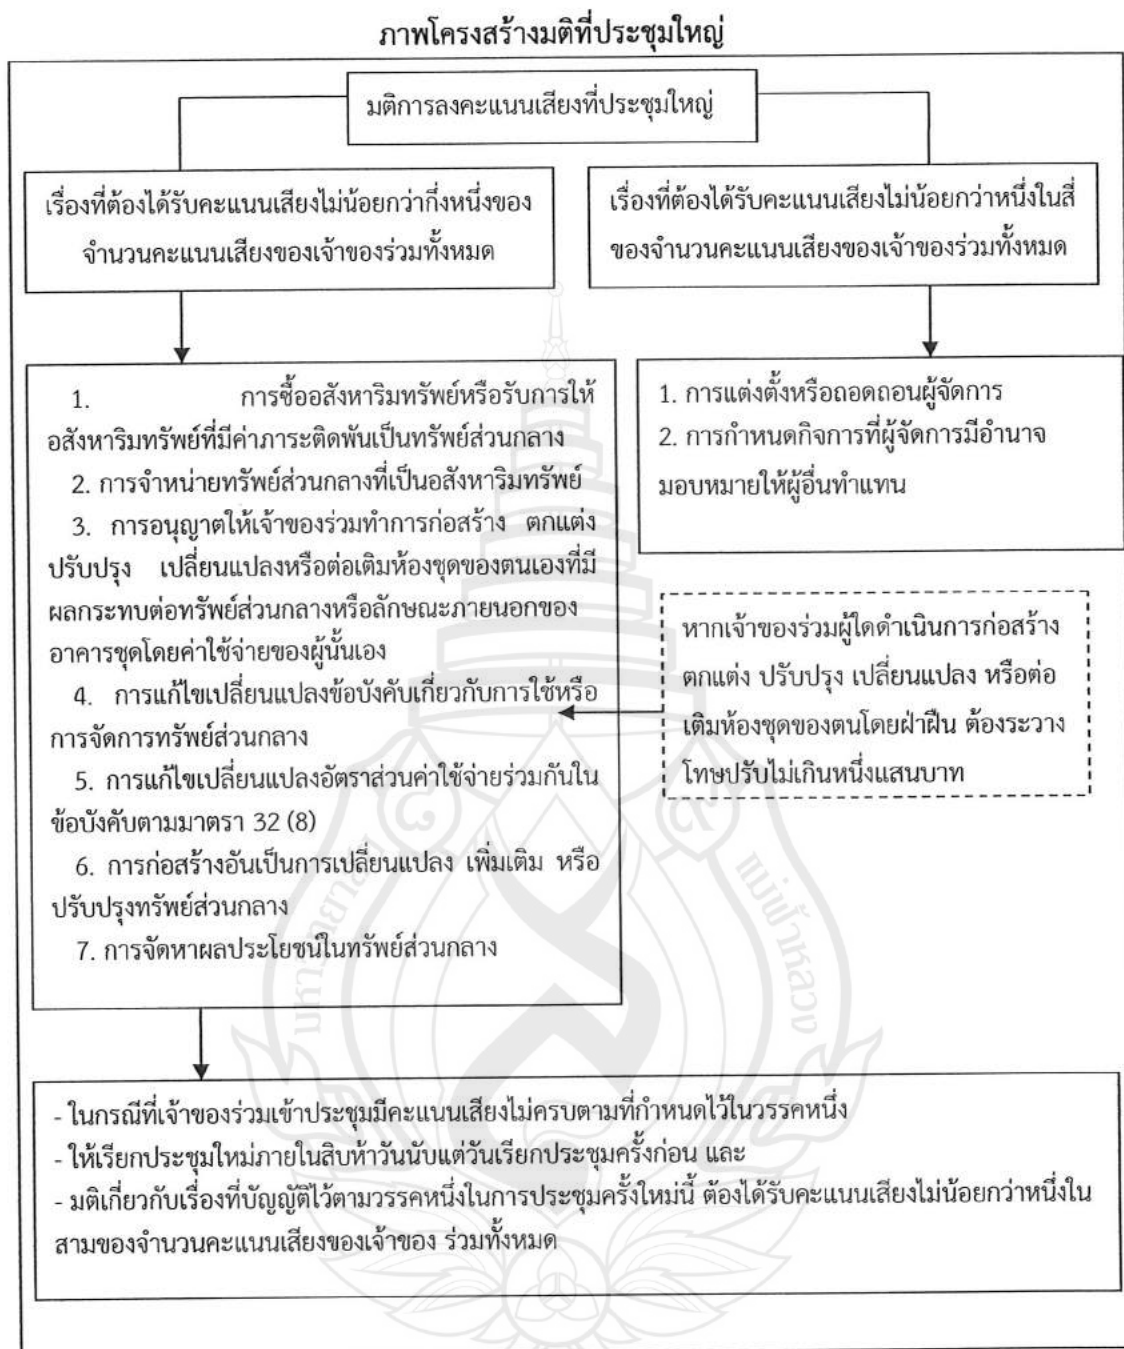 ภาพโครงสร้างมติที่ประชุมใหญ่
มติการลงคะแนนเสียงที่ประชุมใหญ่
เรื่องที่ต้องได้รับคะแนนเสียงไม่น้อยกว่ากึ่งหนึ่งของ
จำนวนคะแนนเสียงของเจ้าของร่วมทั้งหมด
เรื่องที่ต้องได้รับคะแนนเสียงไม่น้อยกว่าหนึ่งในสี่
ของจำนวนคะแนนเสียงของเจ้าของร่วมทั้งหมด
1. การซื้ออสังหาริมทรัพย์หรือรับการให้
อสังหาริมทรัพย์ที่มีค่าภาระติดพันเป็นทรัพย์ส่วนกลาง
2. การจำหน่ายทรัพย์ส่วนกลางที่เป็นอสังหาริมทรัพย์
3. การอนุญาตให้เจ้าของร่วมทำการก่อสร้าง ตกแต่ง
ปรับปรุง เปลี่ยนแปลงหรือต่อเติมห้องชุดของตนเองที่มี
ผลกระทบต่อทรัพย์ส่วนกลางหรือลักษณะภายนอกของ
อาคารชุดโดยค่าใช้จ่ายของผู้นั้นเอง
4. การแก้ไขเปลี่ยนแปลงข้อบังคับเกี่ยวกับการใช้หรือ
การจัดการทรัพย์ส่วนกลาง
5. การแก้ไขเปลี่ยนแปลงอัตราส่วนค่าใช้จ่ายร่วมกันใน
ข้อบังคับตามมาตรา 32 (8)
6. การก่อสร้างอันเป็นการเปลี่ยนแปลง เพิ่มเติม หรือ
ปรับปรุงทรัพย์ส่วนกลาง
7. การจัดหาผลประโยชน์ในทรัพย์ส่วนกลาง
1. การแต่งตั้งหรือถอดถอนผู้จัดการ
2. การกำหนดกิจการที่ผู้จัดการมีอำนาจ
มอบหมายให้ผู้อื่นทำแทน
หากเจ้าของร่วมผู้ใดดำเนินการก่อสร้าง
ตกแต่ง ปรับปรุง เปลี่ยนแปลง หรือต่อ
เติมห้องชุดของตนโดยฝ่าฝืน ต้องระวาง
โทษปรับไม่เกินหนึ่งแสนบาท
- ในกรณีที่เจ้าของร่วมเข้าประชุมมีคะแนนเสียงไม่ครบตามที่กำหนดไว้ในวรรคหนึ่ง
- ให้เรียกประชุมใหม่ภายในสิบห้าวันนับแต่วันเรียกประชุมครั้งก่อน และ
- มติเกี่ยวกับเรื่องที่บัญญัติไว้ตามวรรคหนึ่งในการประชุมครั้งใหม่นี้ ต้องได้รับคะแนนเสียงไม่น้อยกว่าหนึ่งใน
สามของจำนวนคะแนนเสียงของเจ้าของ ร่วมทั้งหมด
มหาวิทยาลัย
แม่ฟ้าหลวง